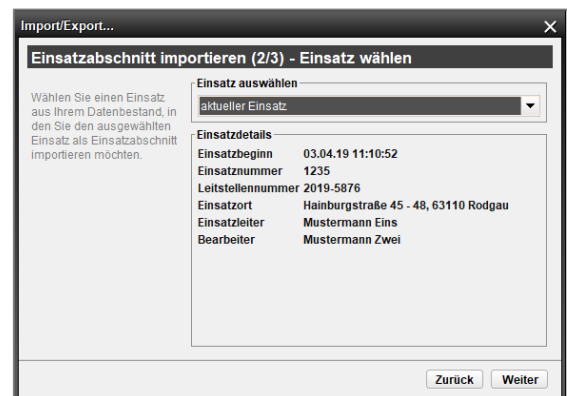 Import/Export...
Einsatzabschnitt importieren (2/3) - Einsatz wählen
Wählen Sie einen Einsatz
aus Ihrem Datenbestand, in
den Sie den ausgewählten
Einsatz als Einsatzabschnitt
importieren möchten.
Einsatz auswählen
aktueller Einsatz
Einsatzdetails
Einsatzbeginn 03.04.19 11:10:52
Einsatznummer 1235
Leitstellennummer 2019-5876
Einsatzort Hainburgstraße 45 - 48, 63110 Rodgau
Einsatzleiter Mustermann Eins
Bearbeiter Mustermann Zwei
Zurück Weiter